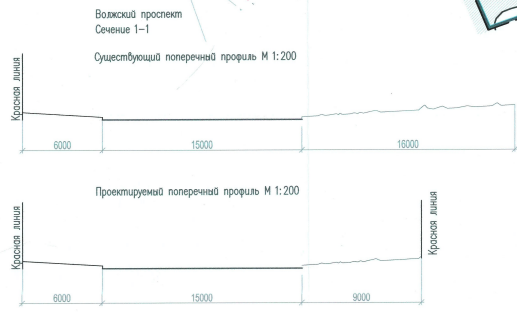 Волжский проспект
Сечение 1-1
Существующий поперечный профиль М 1:200
Красная линия
6000
15000
16000
Проектируемый поперечный профиль М 1:200
Красная линия
Красная линия
6000
15000
9000